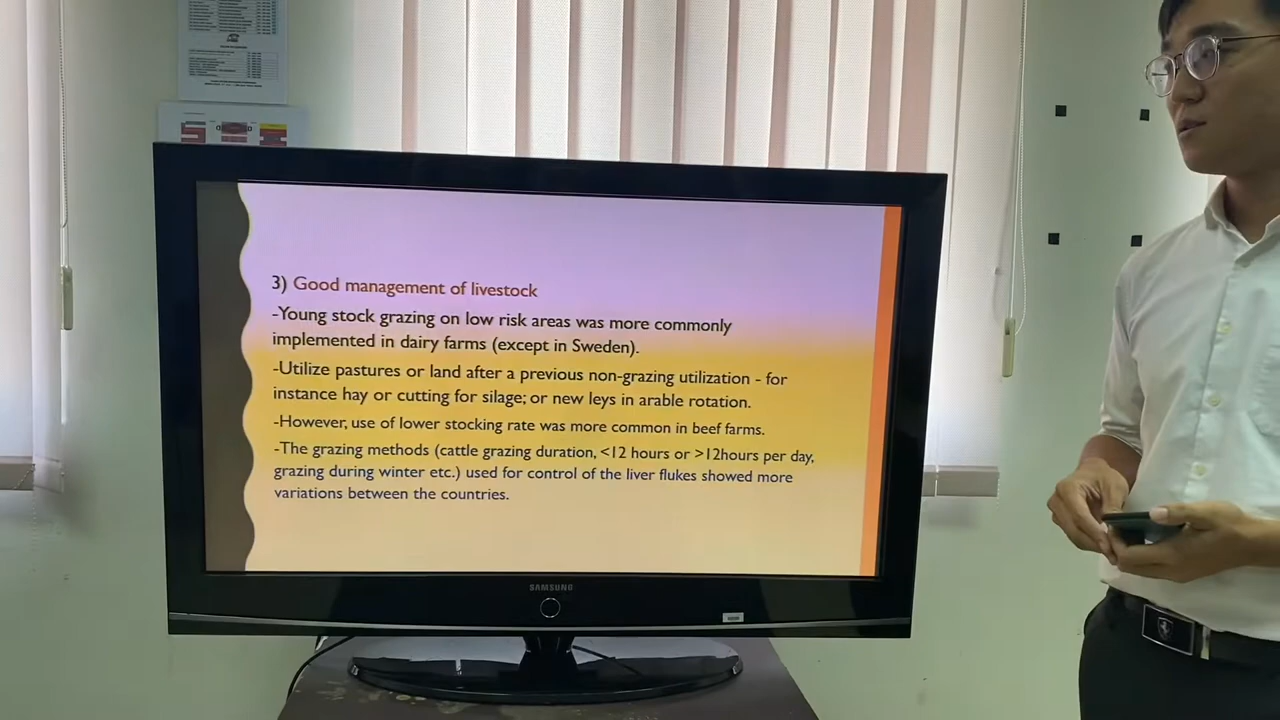 3) Good management of livestock
-Young stock grazing on low risk areas was more commonly
implemented in dairy farms (except in Sweden).
-Utilize pastures or land after a previous non-grazing utilization - for
instance hay or cutting for silage; or new leys in arable rotation.
-However, use of lower stocking rate was more common in beef farms.
-The grazing methods (cattle grazing duration, <12 hours or >12hours per day,
grazing during winter etc.) used for control of the liver flukes showed more
variations between the countries.
SAMSUNG